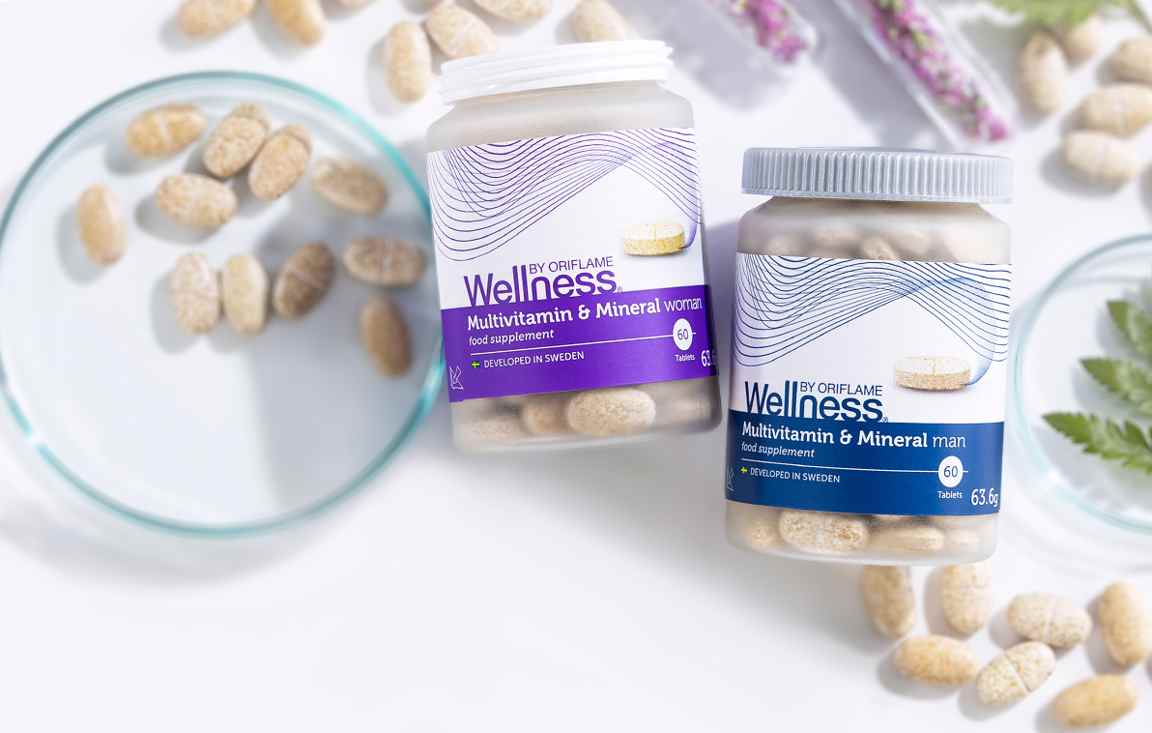 BY ORIFLAME
Wellness
Multivitamin & Mineral woman
food supplement
60
DEVELOPED IN SWEDEN
Tablets
BY ORIFLAME
Wellness
Multivitamin & Mineral man
food supplement
60
DEVELOPED IN SWEDEN
Tablets
63.6g